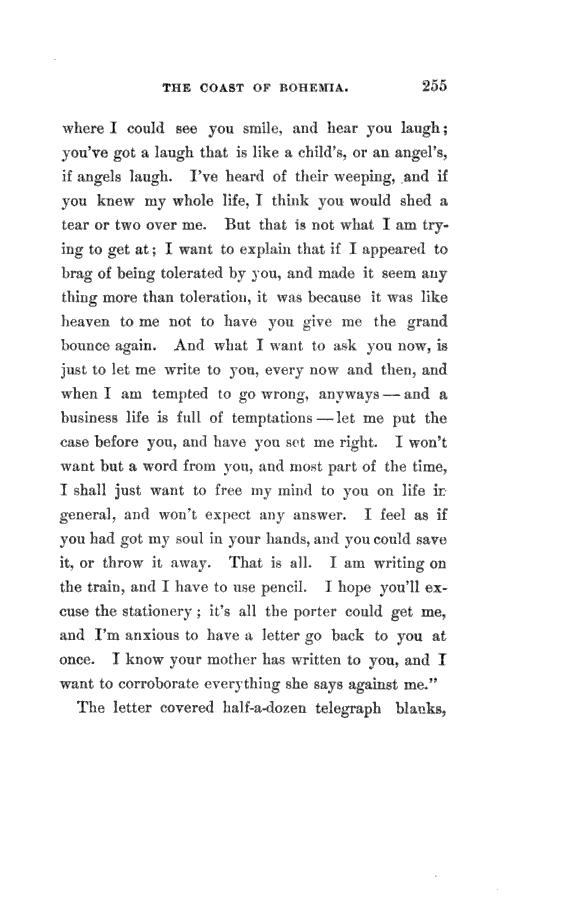 THE COAST OF BOHEMIA. 255
where I could see you smile, and hear you laugh;
you've got a laugh that is like a child's, or an angel's,
if angels laugh. I've heard of their weeping, and if
you knew my whole life, I think you would shed a
tear or two over me. But that is not what I am try-
ing to get at; I want to explain that if I appeared to
brag of being tolerated by you, and made it seem any
thing more than toleration, it was because it was like
heaven to me not to have you give me the grand
bounce again. And what I want to ask you now, is
just to let me write to you, every now and then, and
when I am tempted to go wrong, anyways — and a
business life is full of temptations — let me put the
case before you, and have you set me right. I won't
want but a word from you, and most part of the time,
I shall just want to free my mind to you on life in
general, and won't expect any answer. I feel as if
you had got my soul in your hands, and you could save
it, or throw it away. That is all. I am writing on
the train, and I have to use pencil. I hope you'll ex-
cuse the stationery; it's all the porter could get me,
and I'm anxious to have a letter go back to you at
once. I know your mother has written to you, and I
want to corroborate everything she says against me."
The letter covered half-a-dozen telegraph blanks,